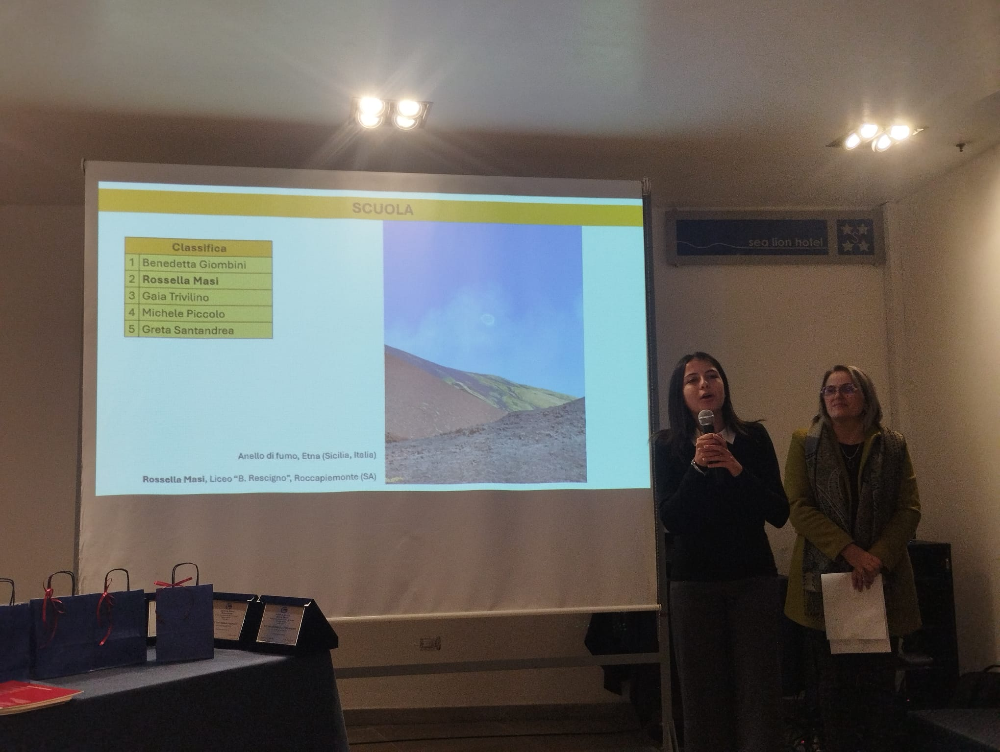 SCUOLA
Classifica
1 Benedetta Giombini
2 Rossella Masi
3 Gaia Trivilino
4 Michele Piccolo
5 Greta Santandrea
Anello di fumo, Etna (Sicilia, Italia)
Rossella Masi, Liceo “B. Rescigno”, Roccapiemonte (SA)
sea lion hotel
S